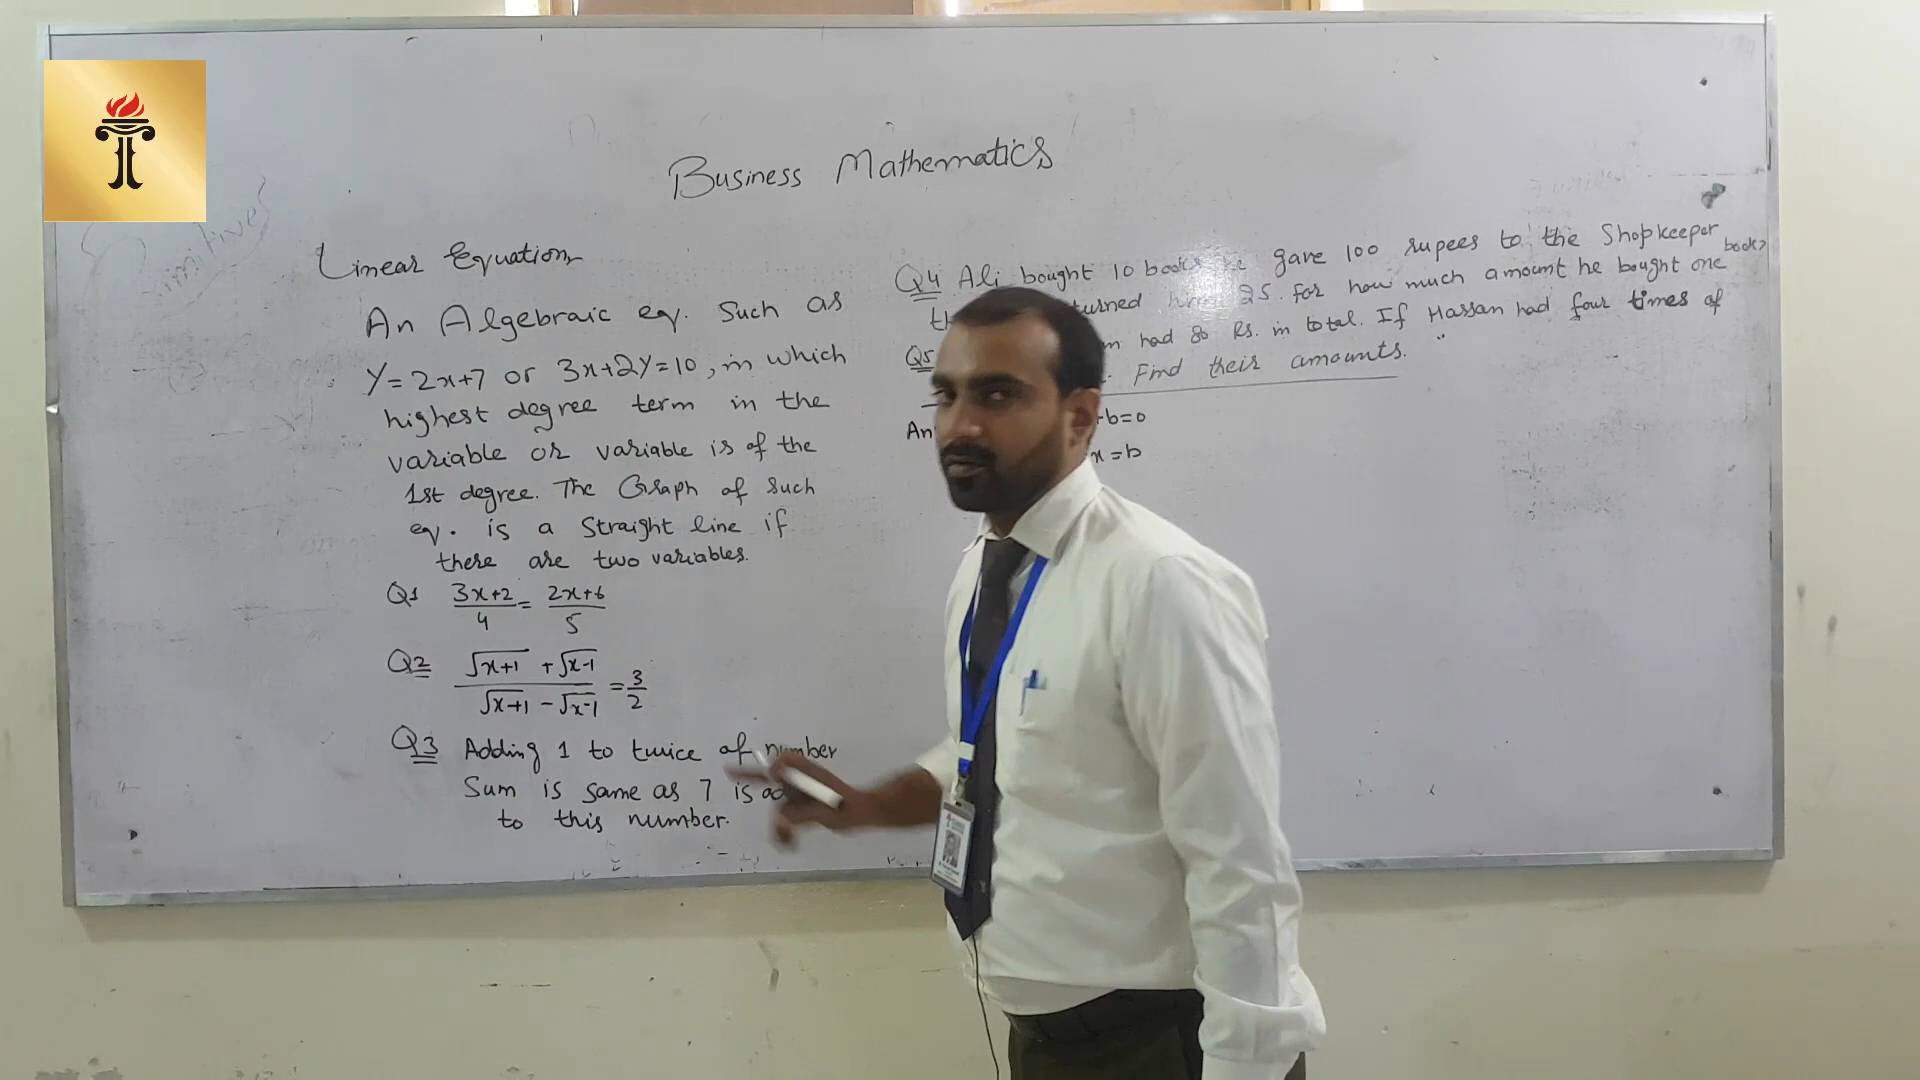 Business Mathematics
Linear Equation
An Algebraic eq. Such as
Y=2x+7 or 3x+2Y=10, in which
highest degree term in the
variable or variable is of the
1st degree. The Graph of such
eq. is a straight line if
there are two variables.
Q1 (3x+2)/4 = (2x+6)/5
Q2 (√x+1 + √x-1)/(√x+1 - √x-1) = 3/2
Q3 Adding 1 to twice of number
Sum is same as 7 is
to this number.
Q4 Ali bought 10 books gave 100 rupees to the Shopkeeper
25. For how much amount he bought one book?
Q5 had 80 Rs. in total. If Hassan had four times of
Find their amounts.
b=0
x=b